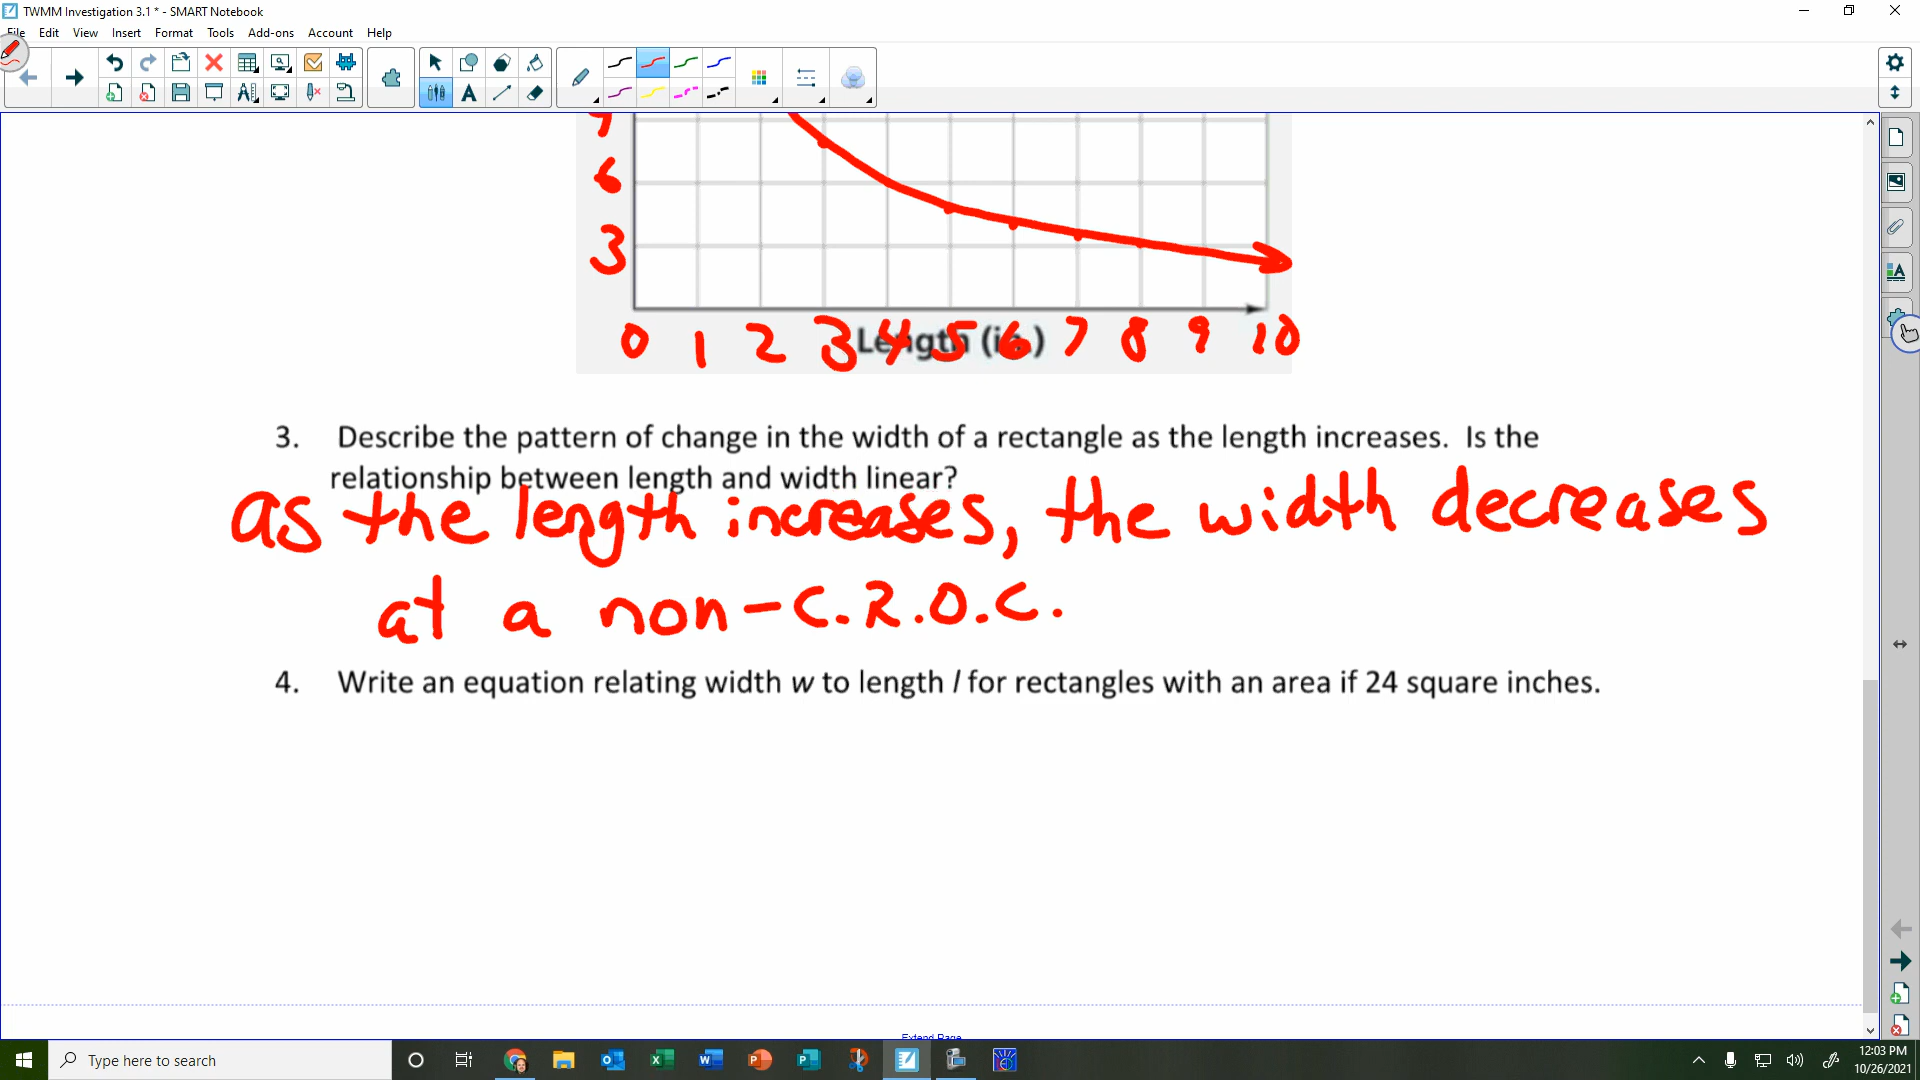 TWMM Investigation 3.1 * - SMART Notebook
File Edit View Insert Format Tools Add-ons Account Help
6
3
0 1 2 3 4 5 6 7 8 9 10
Length (in.)
3. Describe the pattern of change in the width of a rectangle as the length increases. Is the
relationship between length and width linear?
as the length increases, the width decreases
at a non-C.R.O.C.
4. Write an equation relating width w to length l for rectangles with an area if 24 square inches.
Extend Page
Type here to search
12:03 PM
10/26/2021